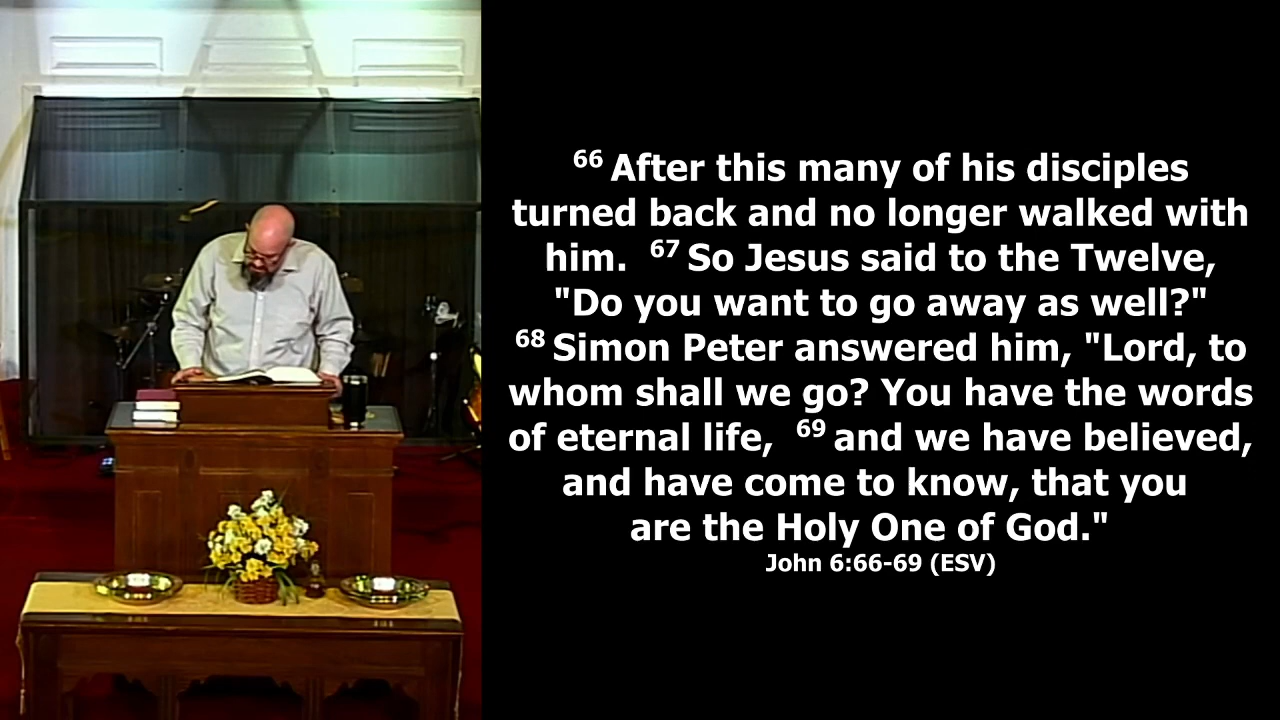 66 After this many of his disciples
turned back and no longer walked with
him. 67 So Jesus said to the Twelve,
"Do you want to go away as well?"
68 Simon Peter answered him, "Lord, to
whom shall we go? You have the words
of eternal life, 69 and we have believed,
and have come to know, that you
are the Holy One of God."
John 6:66-69 (ESV)